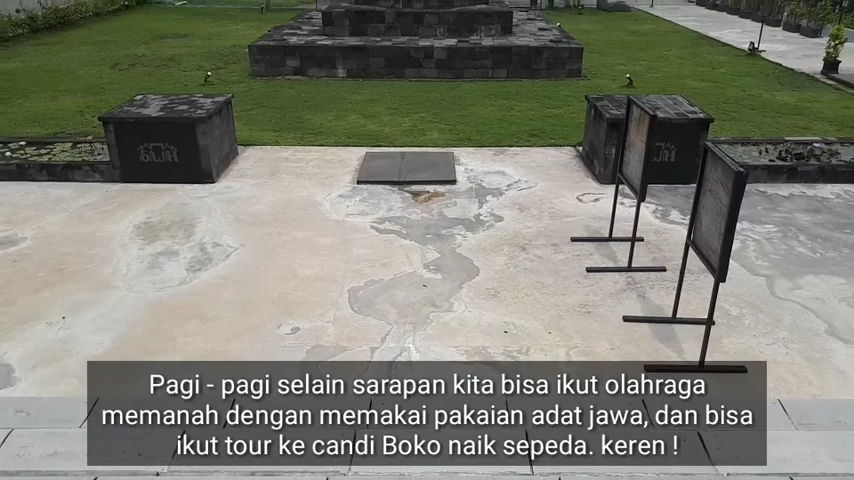 Pagi - pagi selain sarapan kita bisa ikut olahraga
memanah dengan memakai pakaian adat jawa, dan bisa
ikut tour ke candi Boko naik sepeda. keren !